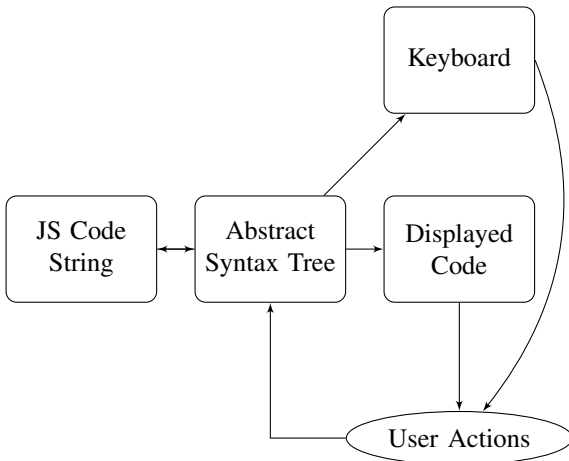 Keyboard
JS Code
String
Abstract
Syntax Tree
Displayed
Code
User Actions